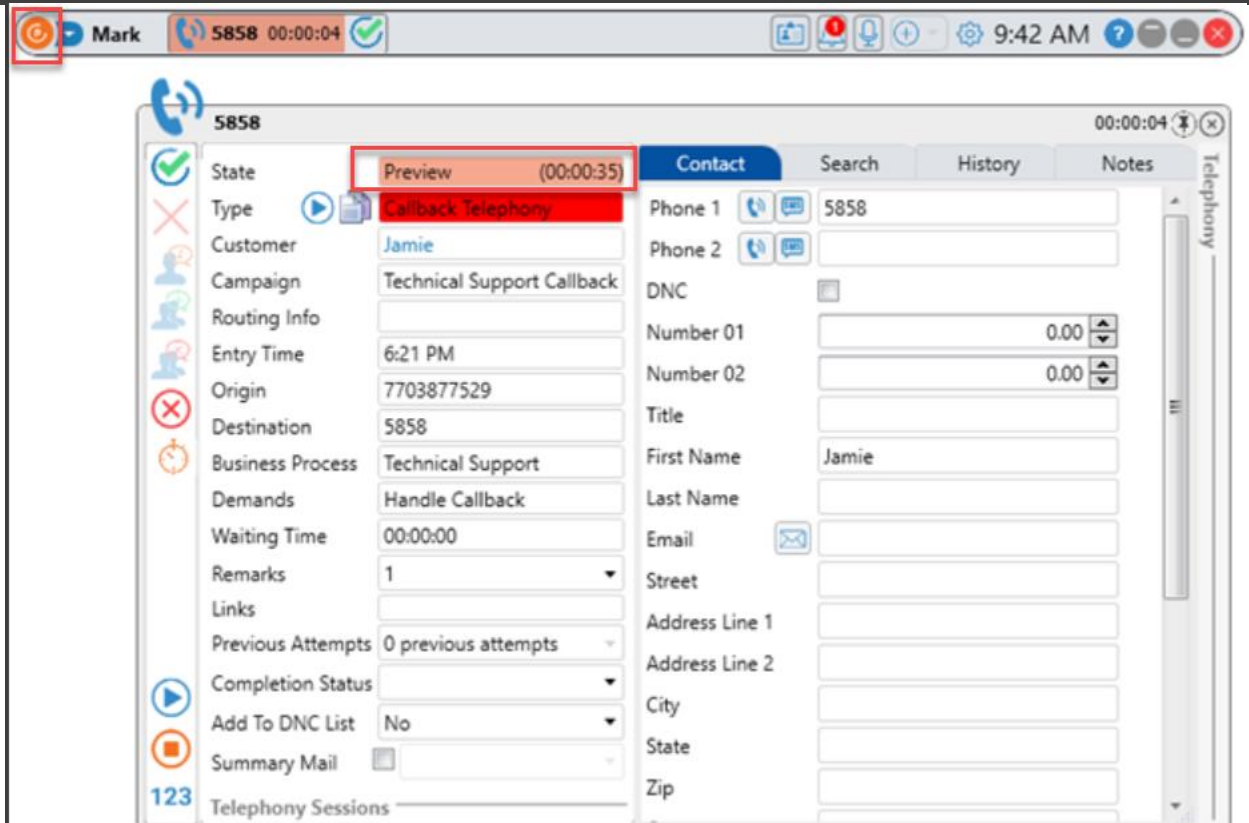 Mark
5858 00:00:04
1
9:42 AM
?
5858
00:00:04
State
Preview (00:00:35)
Type
Callback Telephony
Customer
Jamie
Campaign
Technical Support Callback
Routing Info
Entry Time
6:21 PM
Origin
7703877529
Destination
5858
Business Process
Technical Support
Demands
Handle Callback
Waiting Time
00:00:00
Remarks
1
Links
Previous Attempts
0 previous attempts
Completion Status
Add To DNC List
No
Summary Mail
Telephony Sessions
123
Contact
Search
History
Notes
Telephony
Phone 1
5858
Phone 2
DNC
Number 01
0.00
Number 02
0.00
Title
First Name
Jamie
Last Name
Email
Street
Address Line 1
Address Line 2
City
State
Zip